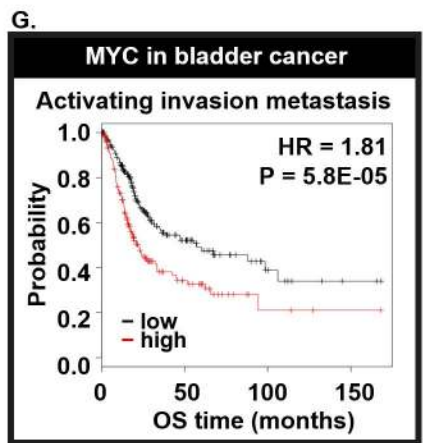 G.
MYC in bladder cancer
Activating invasion metastasis
HR = 1.81
P = 5.8E-05
Probability
1.0
0.8
0.6
0.4
0.2
0.0
low
high
0 50 100 150
OS time (months)